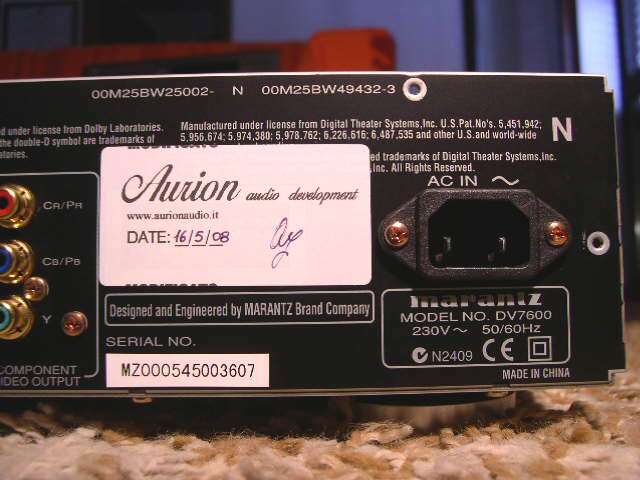 00M25BW25002- N 00M25BW49432-3
ed under license from Dolby Laboratories.
the double-D symbol are trademarks of
atories.
Manufactured under license from Digital Theater Systems,Inc. U.S.Pat.No's. 5,451,942;
5,956,674; 5,974,380; 5,978,762; 6,226,616; 6,487,535 and other U.S. and world-wide
ed trademarks of Digital Theater Systems,Inc.
,Inc. All Rights Reserved.
N
Aurion audio development
www.aurionaudio.it
DATE: 16/5/08
AC IN
CR/PR
CB/PB
Y
COMPONENT
VIDEO OUTPUT
Designed and Engineered by MARANTZ Brand Company
SERIAL NO.
MZ000545003607
marantz
MODEL NO. DV7600
230V~ 50/60Hz
N2409 CE
MADE IN CHINA